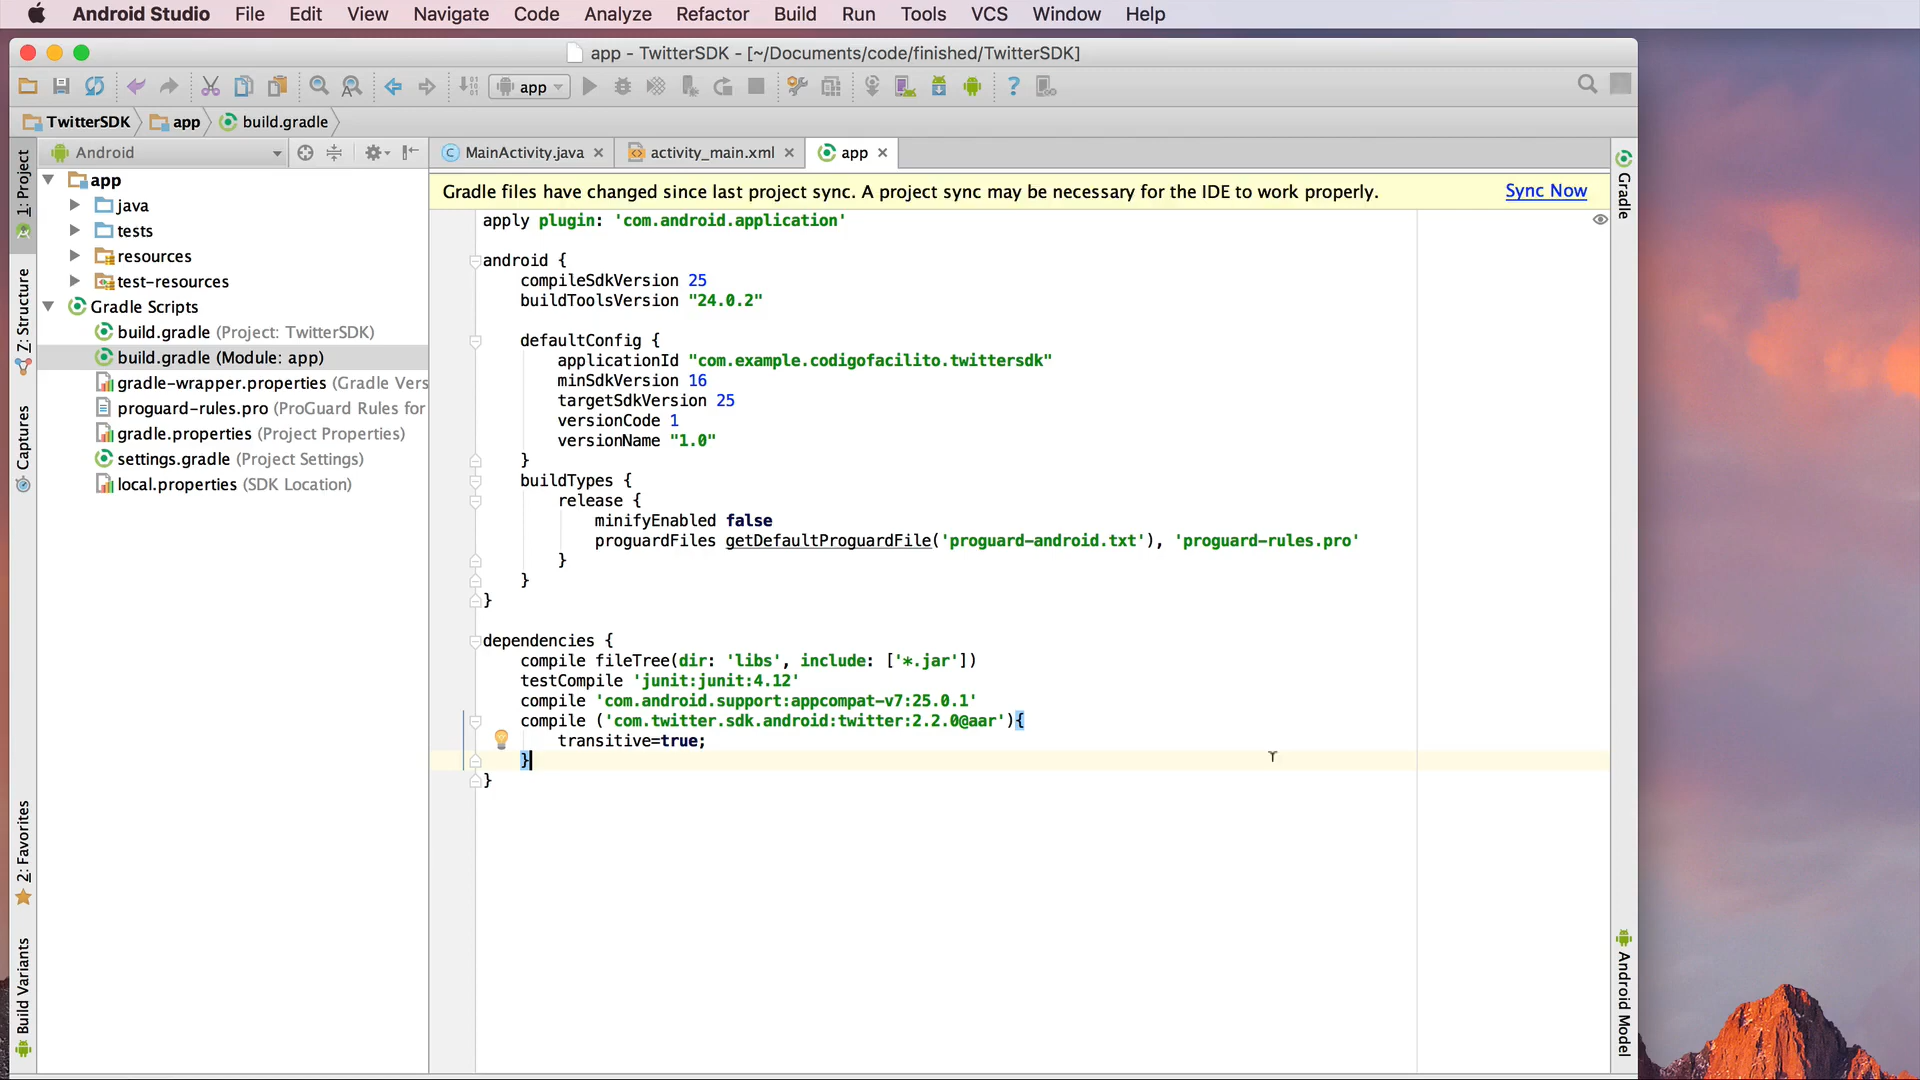 Android Studio File Edit View Navigate Code Analyze Refactor Build Run Tools VCS Window Help
app - TwitterSDK - [~/Documents/code/finished/TwitterSDK]
app
TwitterSDK app build.gradle
Android
MainActivity.java activity_main.xml app
Gradle files have changed since last project sync. A project sync may be necessary for the IDE to work properly. Sync Now
1: Project
Z: Structure
Captures
2: Favorites
Build Variants
app
java
tests
resources
test-resources
Gradle Scripts
build.gradle (Project: TwitterSDK)
build.gradle (Module: app)
gradle-wrapper.properties (Gradle Vers
proguard-rules.pro (ProGuard Rules for
gradle.properties (Project Properties)
settings.gradle (Project Settings)
local.properties (SDK Location)
apply plugin: 'com.android.application'
android {
compileSdkVersion 25
buildToolsVersion "24.0.2"
defaultConfig {
applicationId "com.example.codigofacilito.twittersdk"
minSdkVersion 16
targetSdkVersion 25
versionCode 1
versionName "1.0"
}
buildTypes {
release {
minifyEnabled false
proguardFiles getDefaultProguardFile('proguard-android.txt'), 'proguard-rules.pro'
}
}
}
dependencies {
compile fileTree(dir: 'libs', include: ['*.jar'])
testCompile 'junit:junit:4.12'
compile 'com.android.support:appcompat-v7:25.0.1'
compile ('com.twitter.sdk.android:twitter:2.2.0@aar'){
transitive=true;
}
}
Gradle
Android Model